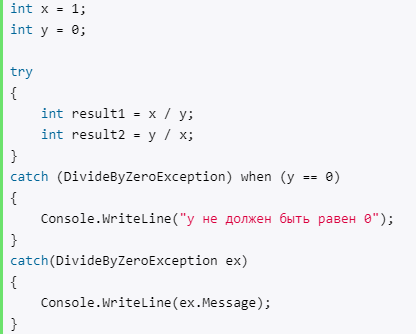 int x = 1;
int y = 0;

try
{
    int result1 = x / y;
    int result2 = y / x;
}
catch (DivideByZeroException) when (y == 0)
{
    Console.WriteLine("y не должен быть равен 0");
}
catch(DivideByZeroException ex)
{
    Console.WriteLine(ex.Message);
}